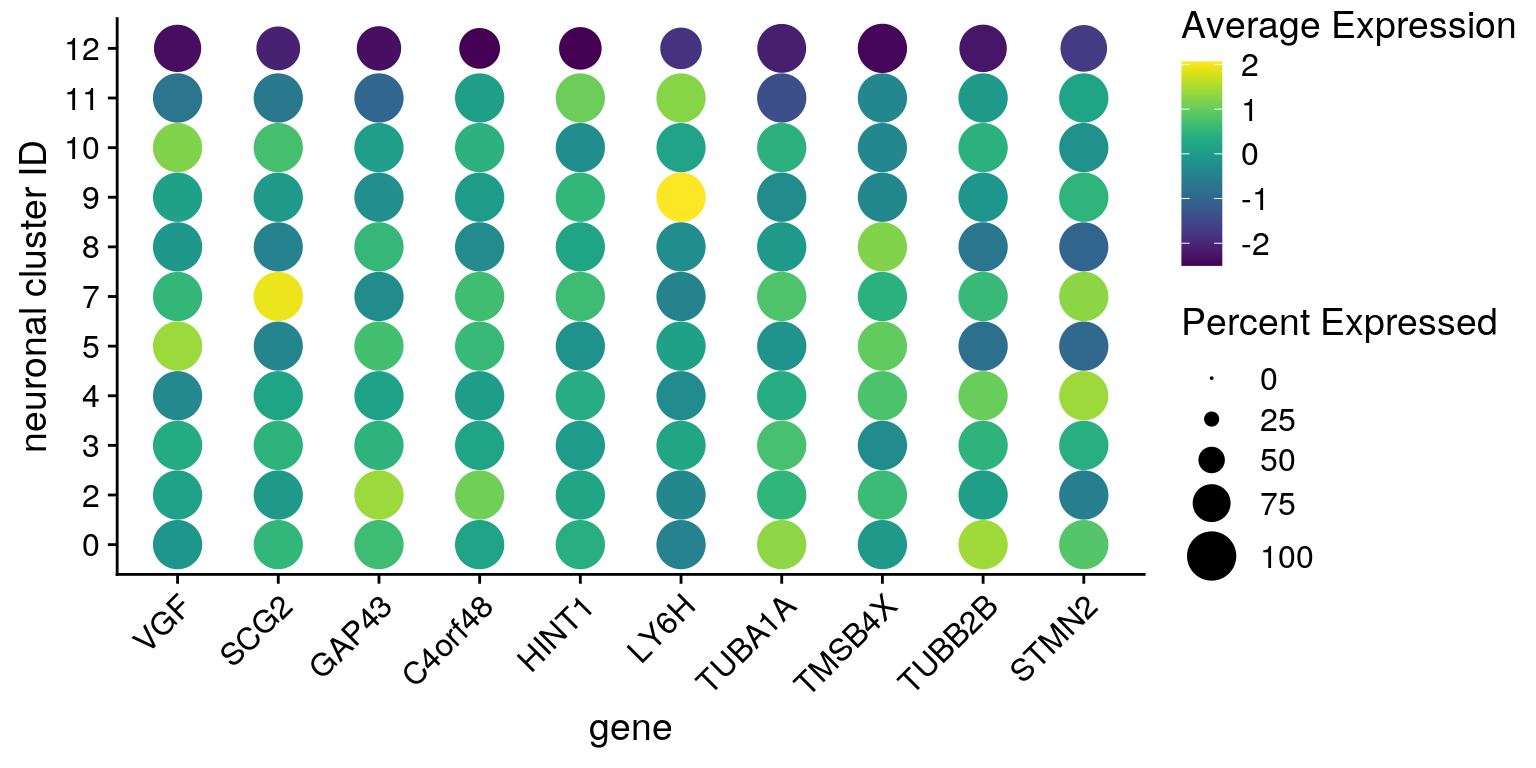 neuronal cluster ID
12
11
10
9
8
7
5
4
3
2
0
VGF
SCG2
GAP43
C4orf48
HINT1
LY6H
TUBA1A
TMSB4X
TUBB2B
STMN2
gene
Average Expression
2
1
0
-1
-2
Percent Expressed
0
25
50
75
100